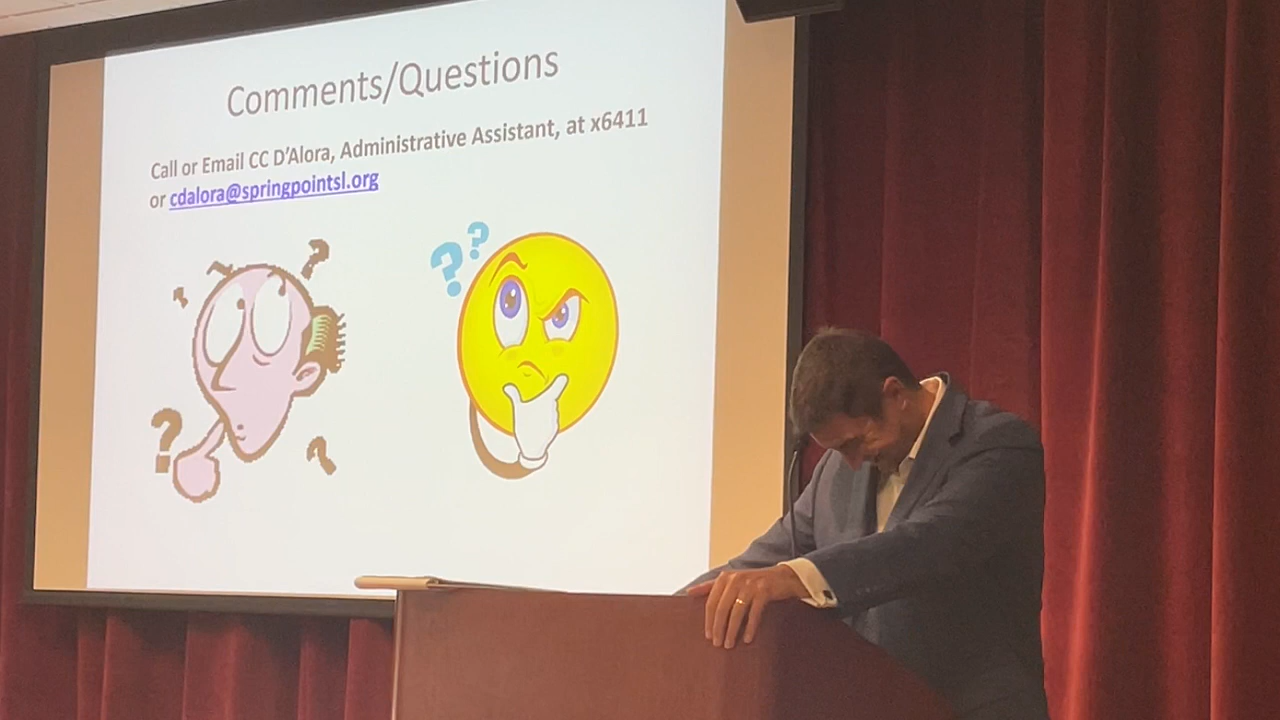 Comments/Questions
Call or Email CC D'Alora, Administrative Assistant, at x6411
or cdalora@springpointsl.org
? ?
?
? ?